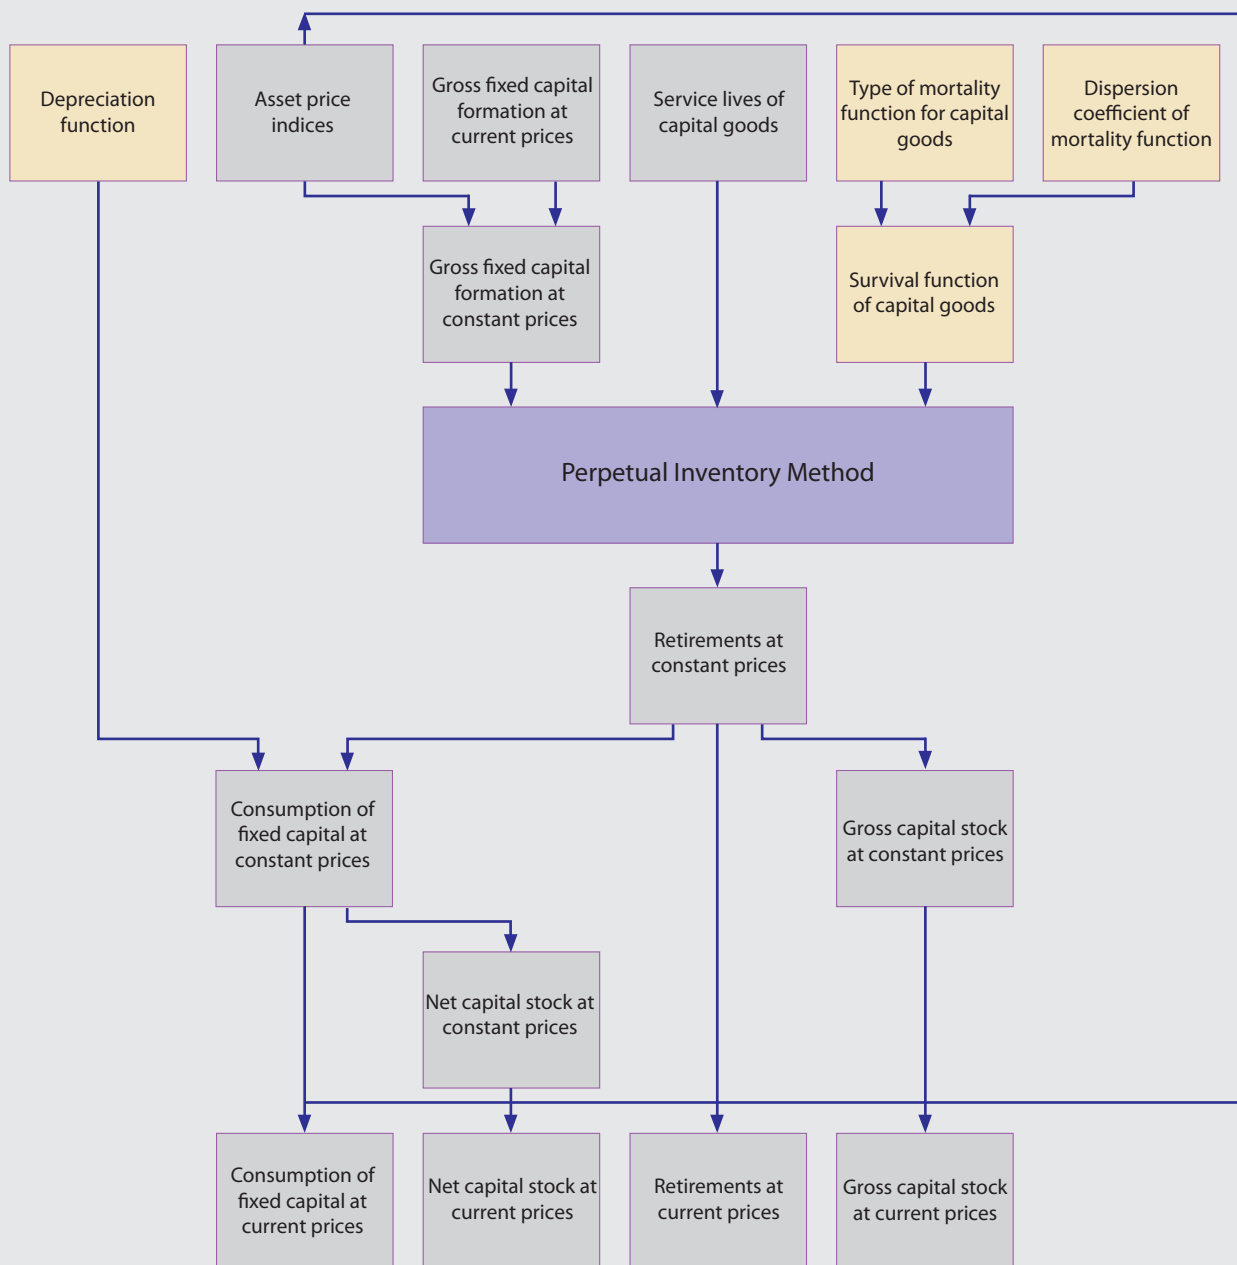 Depreciation
function
Asset price
indices
Gross fixed capital
formation at
current prices
Service lives of
capital goods
Type of mortality
function for capital
goods
Dispersion
coefficient of
mortality function
Gross fixed capital
formation at
constant prices
Survival function
of capital goods
Perpetual Inventory Method
Retirements at
constant prices
Consumption of
fixed capital at
constant prices
Gross capital stock
at constant prices
Net capital stock at
constant prices
Consumption of
fixed capital at
current prices
Net capital stock at
current prices
Retirements at
current prices
Gross capital stock
at current prices